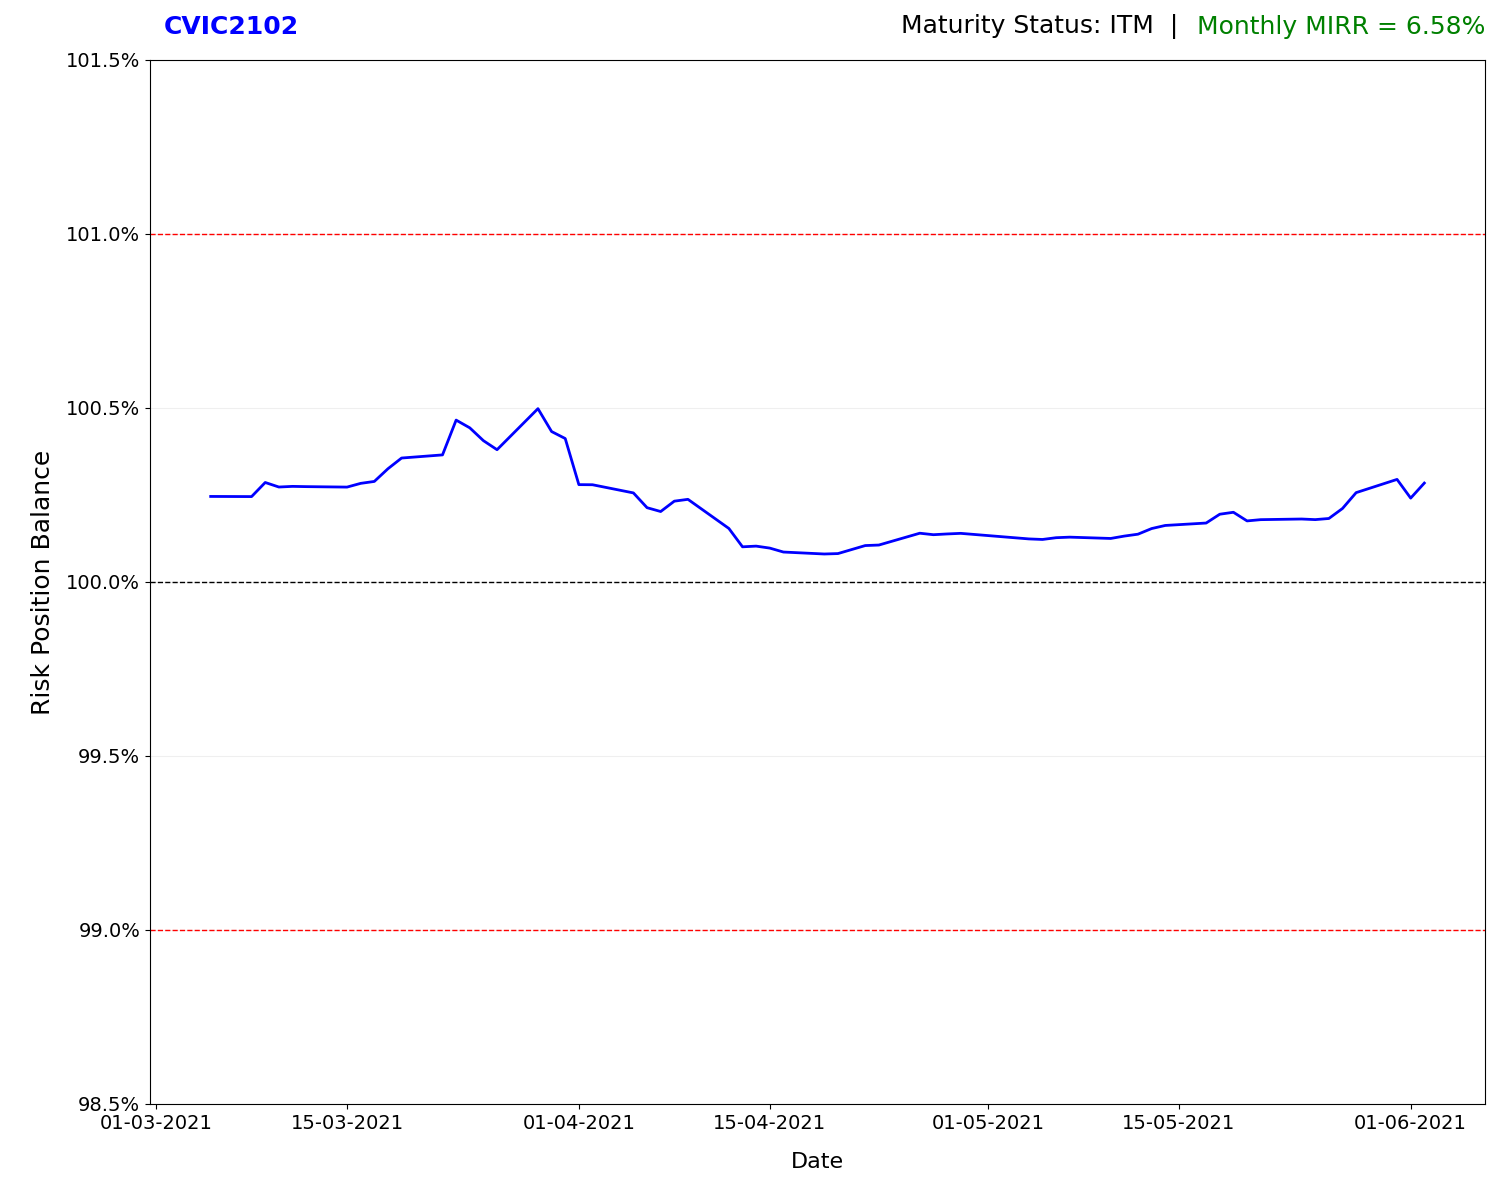 CVIC2102
Maturity Status: ITM | Monthly MIRR = 6.58%
101.5%
101.0%
100.5%
100.0%
99.5%
99.0%
98.5%
Risk Position Balance
01-03-2021 15-03-2021 01-04-2021 15-04-2021 01-05-2021 15-05-2021 01-06-2021
Date